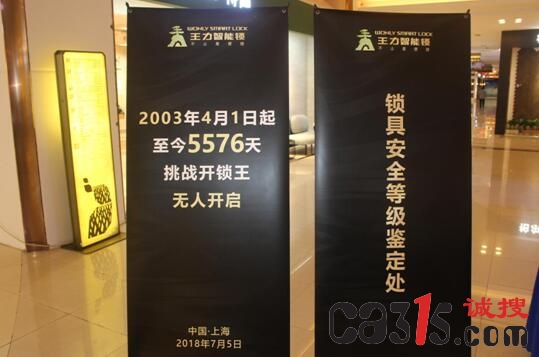 WONLY SMART LOCK
王力智能锁
2003年4月1日起
至今5576天
挑战开锁王
无人开启
中国·上海
2018年7月5日
WONLY SMART LOCK
王力智能锁
锁具安全等级鉴定处
诚搜
ca315.com